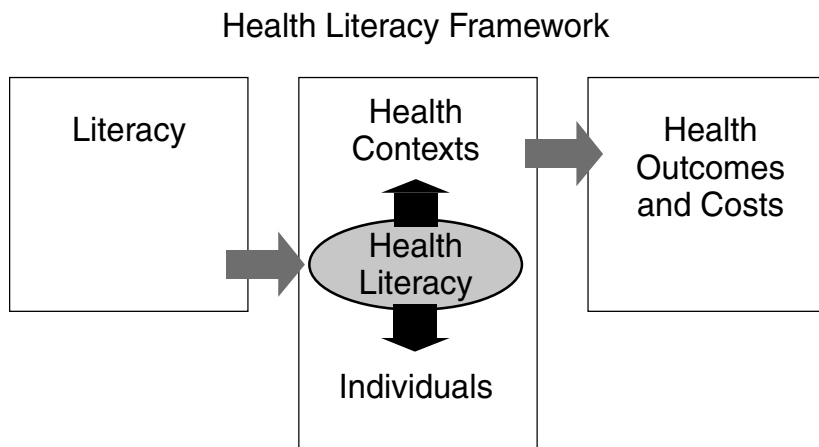 Health Literacy Framework
Literacy
Health
Contexts
Health
Literacy
Individuals
Health
Outcomes
and Costs